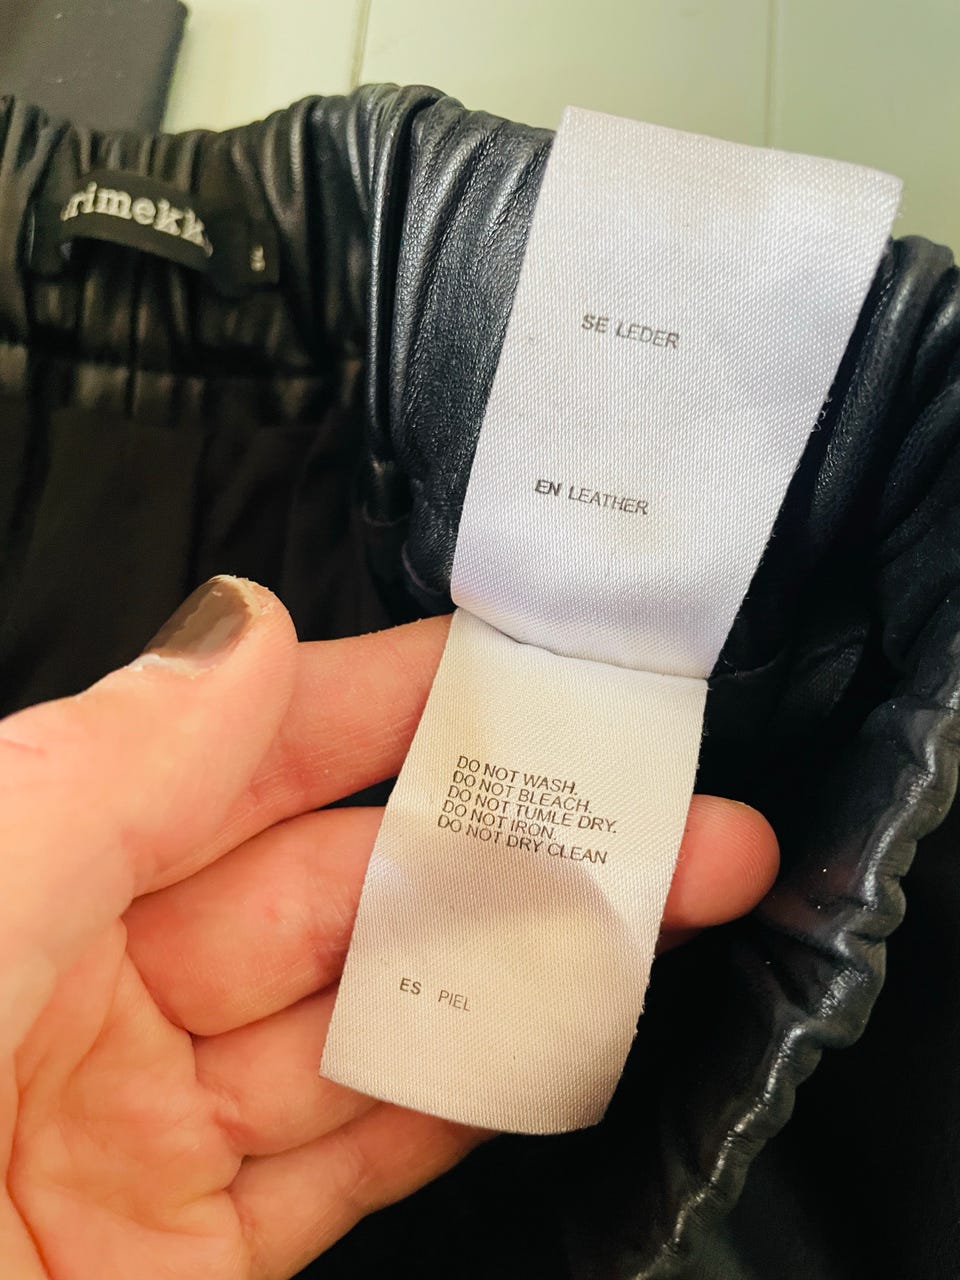 rimekk
SE LEDER
EN LEATHER
DO NOT WASH.
DO NOT BLEACH.
DO NOT TUMLE DRY.
DO NOT IRON.
DO NOT DRY CLEAN
ES PIEL